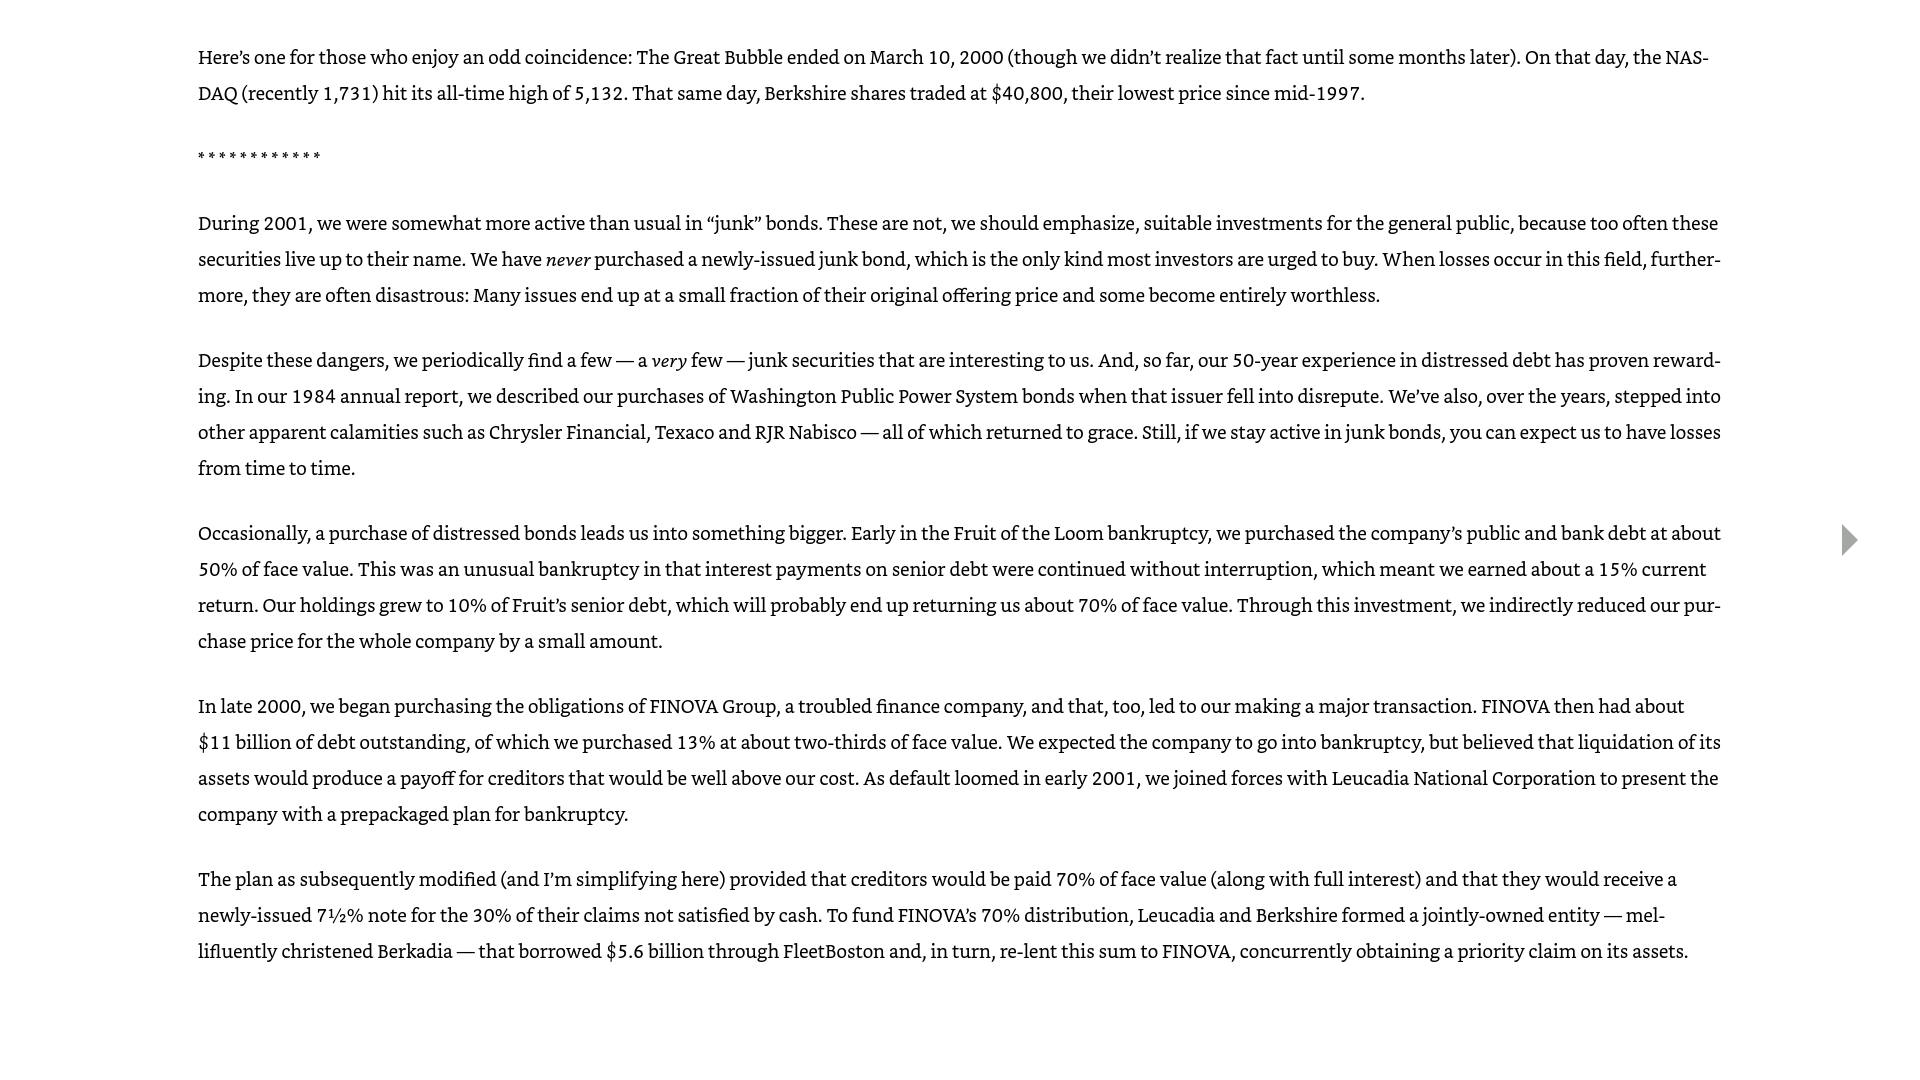 Here’s one for those who enjoy an odd coincidence: The Great Bubble ended on March 10, 2000 (though we didn’t realize that fact until some months later). On that day, the NAS-
DAQ (recently 1,731) hit its all-time high of 5,132. That same day, Berkshire shares traded at $40,800, their lowest price since mid-1997.
* * * * * * * * * * * *
During 2001, we were somewhat more active than usual in “junk” bonds. These are not, we should emphasize, suitable investments for the general public, because too often these
securities live up to their name. We have never purchased a newly-issued junk bond, which is the only kind most investors are urged to buy. When losses occur in this field, further-
more, they are often disastrous: Many issues end up at a small fraction of their original offering price and some become entirely worthless.
Despite these dangers, we periodically find a few — a very few — junk securities that are interesting to us. And, so far, our 50-year experience in distressed debt has proven reward-
ing. In our 1984 annual report, we described our purchases of Washington Public Power System bonds when that issuer fell into disrepute. We’ve also, over the years, stepped into
other apparent calamities such as Chrysler Financial, Texaco and RJR Nabisco — all of which returned to grace. Still, if we stay active in junk bonds, you can expect us to have losses
from time to time.
Occasionally, a purchase of distressed bonds leads us into something bigger. Early in the Fruit of the Loom bankruptcy, we purchased the company’s public and bank debt at about
50% of face value. This was an unusual bankruptcy in that interest payments on senior debt were continued without interruption, which meant we earned about a 15% current
return. Our holdings grew to 10% of Fruit’s senior debt, which will probably end up returning us about 70% of face value. Through this investment, we indirectly reduced our pur-
chase price for the whole company by a small amount.
In late 2000, we began purchasing the obligations of FINOVA Group, a troubled finance company, and that, too, led to our making a major transaction. FINOVA then had about
$11 billion of debt outstanding, of which we purchased 13% at about two-thirds of face value. We expected the company to go into bankruptcy, but believed that liquidation of its
assets would produce a payoff for creditors that would be well above our cost. As default loomed in early 2001, we joined forces with Leucadia National Corporation to present the
company with a prepackaged plan for bankruptcy.
The plan as subsequently modified (and I’m simplifying here) provided that creditors would be paid 70% of face value (along with full interest) and that they would receive a
newly-issued 7½% note for the 30% of their claims not satisfied by cash. To fund FINOVA’s 70% distribution, Leucadia and Berkshire formed a jointly-owned entity — mel-
lifluently christened Berkadia — that borrowed $5.6 billion through FleetBoston and, in turn, re-lent this sum to FINOVA, concurrently obtaining a priority claim on its assets.